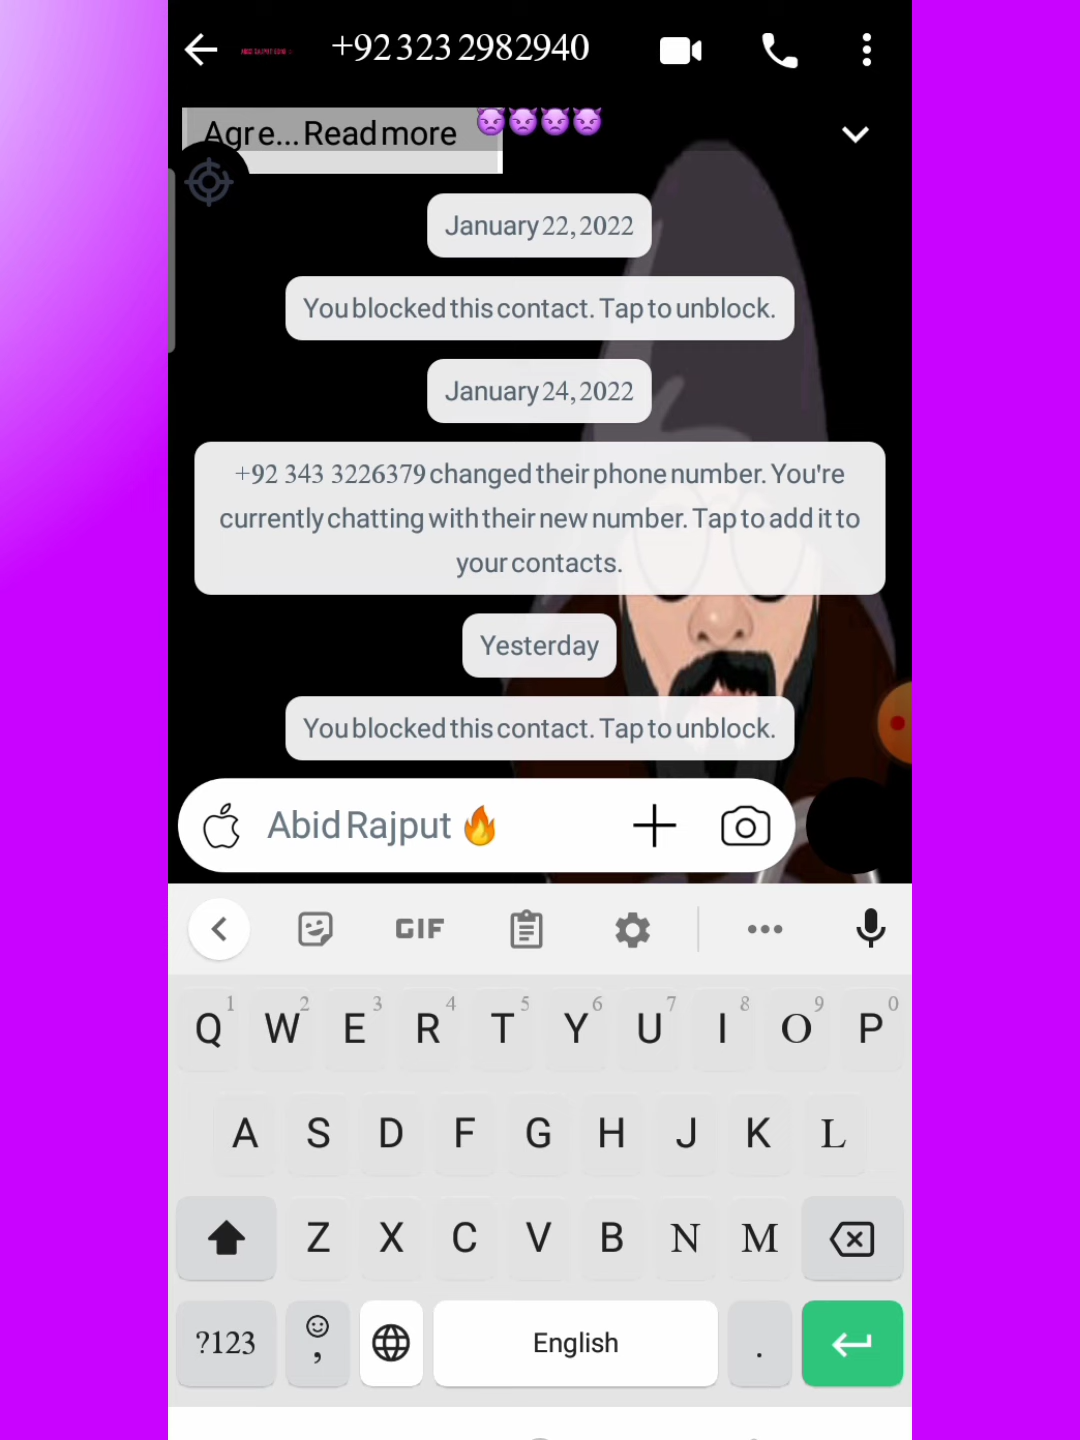 +92 323 2982940
Agre... Read more 😈😈😈😈
January 22, 2022
You blocked this contact. Tap to unblock.
January 24, 2022
+92 343 3226379 changed their phone number. You're
currently chatting with their new number. Tap to add it to
your contacts.
Yesterday
You blocked this contact. Tap to unblock.
Abid Rajput 🔥
GIF
Q 1 W 2 E 3 R 4 T 5 Y 6 U 7 I 8 O 9 P 0
A S D F G H J K L
Z X C V B N M
?123 , English .